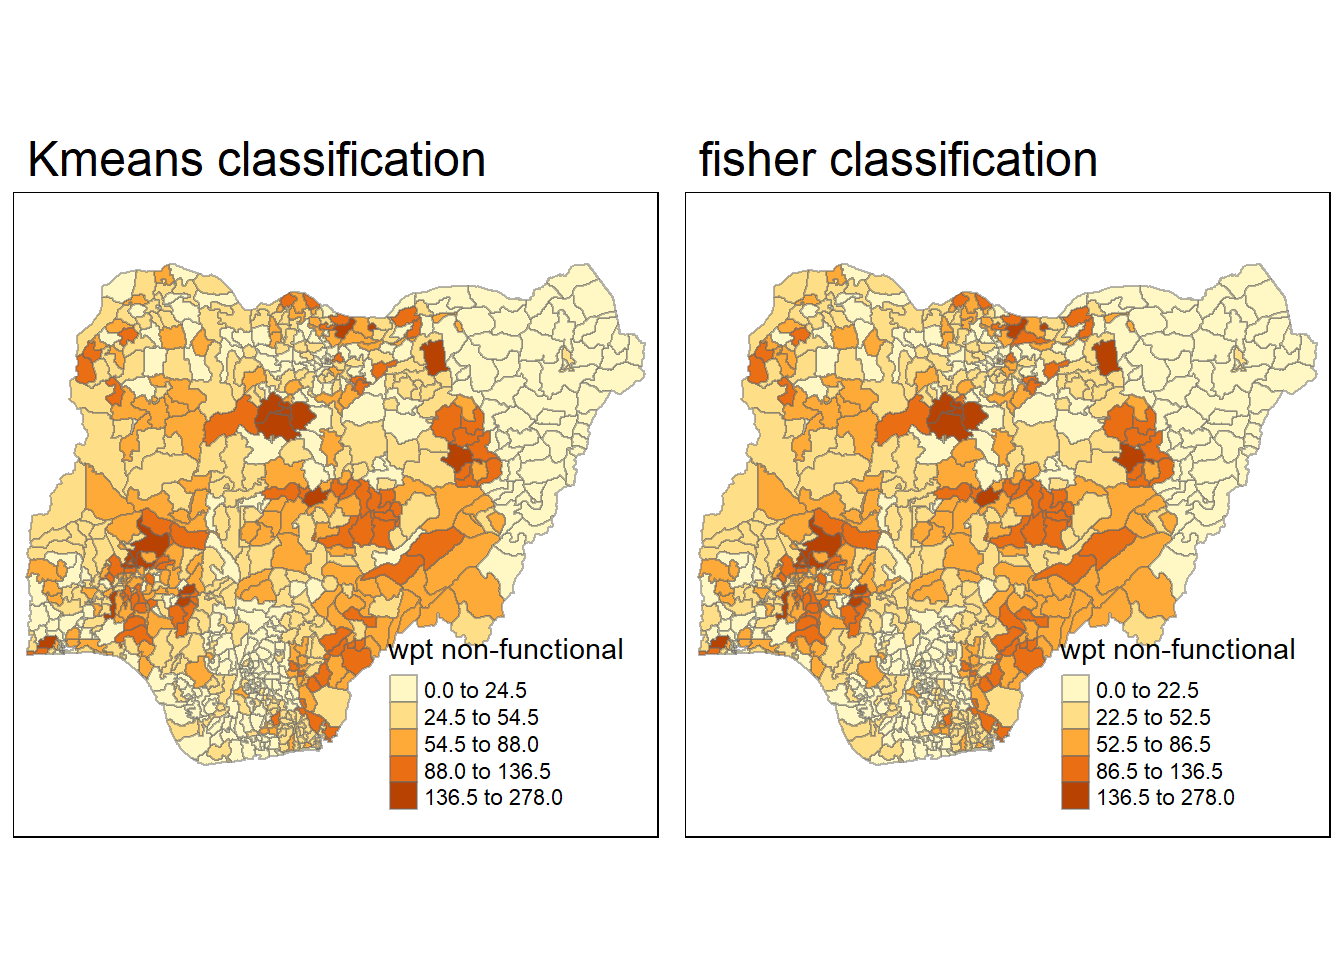 Kmeans classification
wpt non-functional
0.0 to 24.5
24.5 to 54.5
54.5 to 88.0
88.0 to 136.5
136.5 to 278.0
fisher classification
wpt non-functional
0.0 to 22.5
22.5 to 52.5
52.5 to 86.5
86.5 to 136.5
136.5 to 278.0